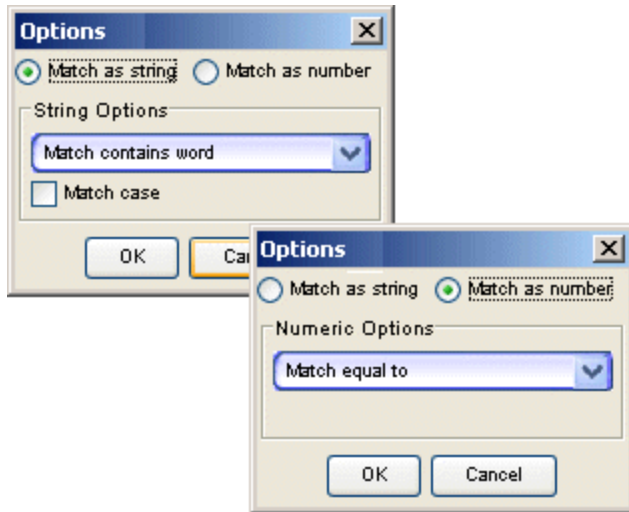 Options
Match as string Match as number
String Options
Match contains word
Match case
OK
Options
Match as string Match as number
Numeric Options
Match equal to
OK Cancel